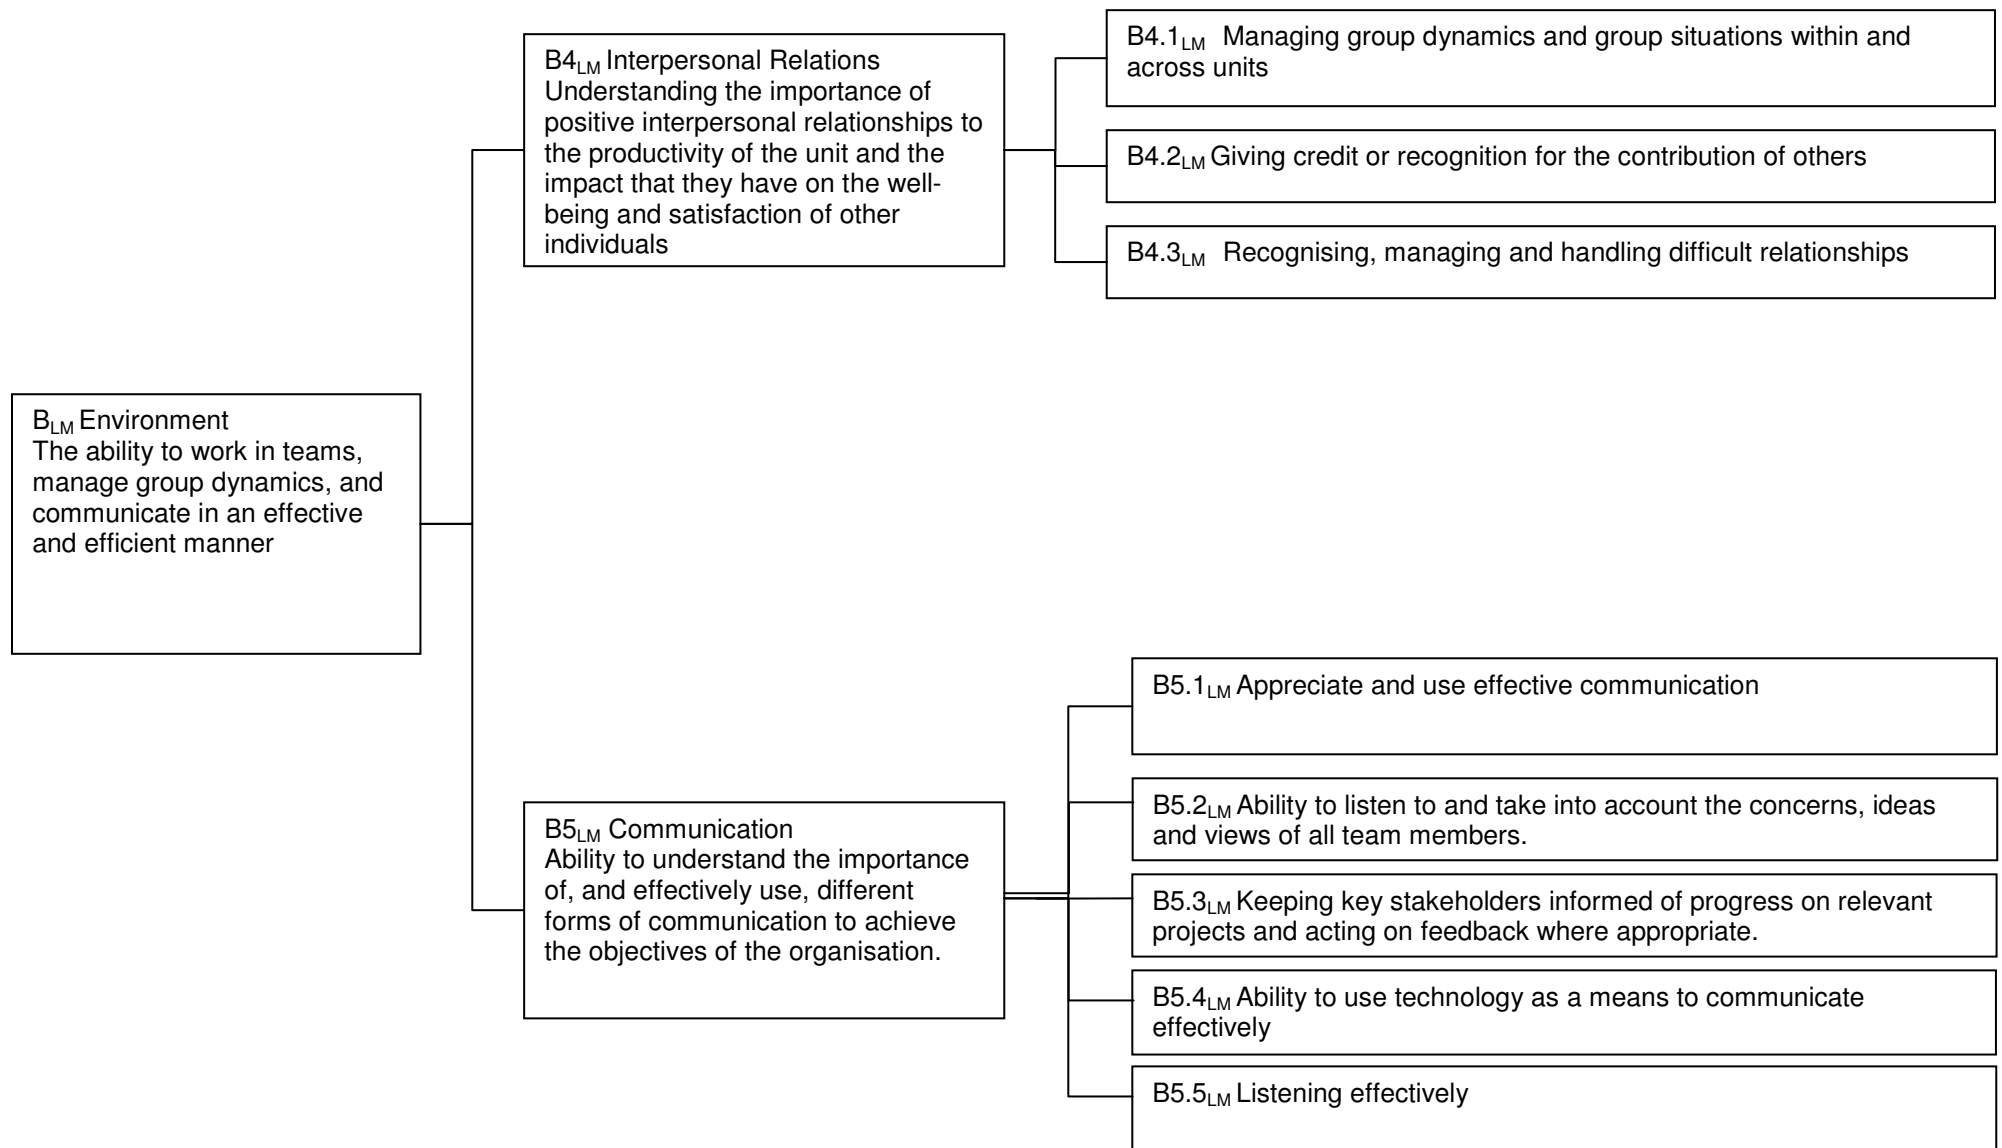 B4LM Interpersonal Relations
Understanding the importance of
positive interpersonal relationships to
the productivity of the unit and the
impact that they have on the well-
being and satisfaction of other
individuals
B4.1LM Managing group dynamics and group situations within and
across units
B4.2LM Giving credit or recognition for the contribution of others
B4.3LM Recognising, managing and handling difficult relationships
BLM Environment
The ability to work in teams,
manage group dynamics, and
communicate in an effective
and efficient manner
B5LM Communication
Ability to understand the importance
of, and effectively use, different
forms of communication to achieve
the objectives of the organisation.
B5.1LM Appreciate and use effective communication
B5.2LM Ability to listen to and take into account the concerns, ideas
and views of all team members.
B5.3LM Keeping key stakeholders informed of progress on relevant
projects and acting on feedback where appropriate.
B5.4LM Ability to use technology as a means to communicate
effectively
B5.5LM Listening effectively